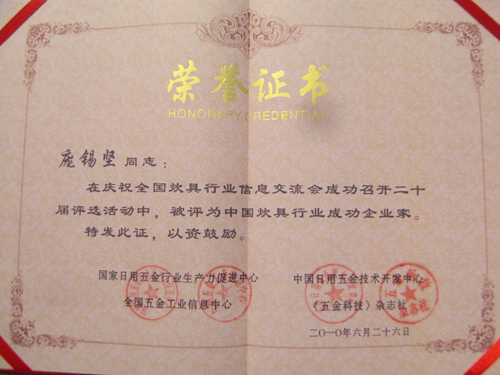 荣誉证书
HONORARY CREDENTIAL
庞锡坚 同志：
在庆祝全国炊具行业信息交流会成功召开二十
届评选活动中，被评为中国炊具行业成功企业家。
特发此证，以资鼓励。
国家日用五金行业生产力促进中心 中国日用五金技术开发中心
全国五金工业信息中心 《五金科技》杂志社
二〇一〇年六月二十六日